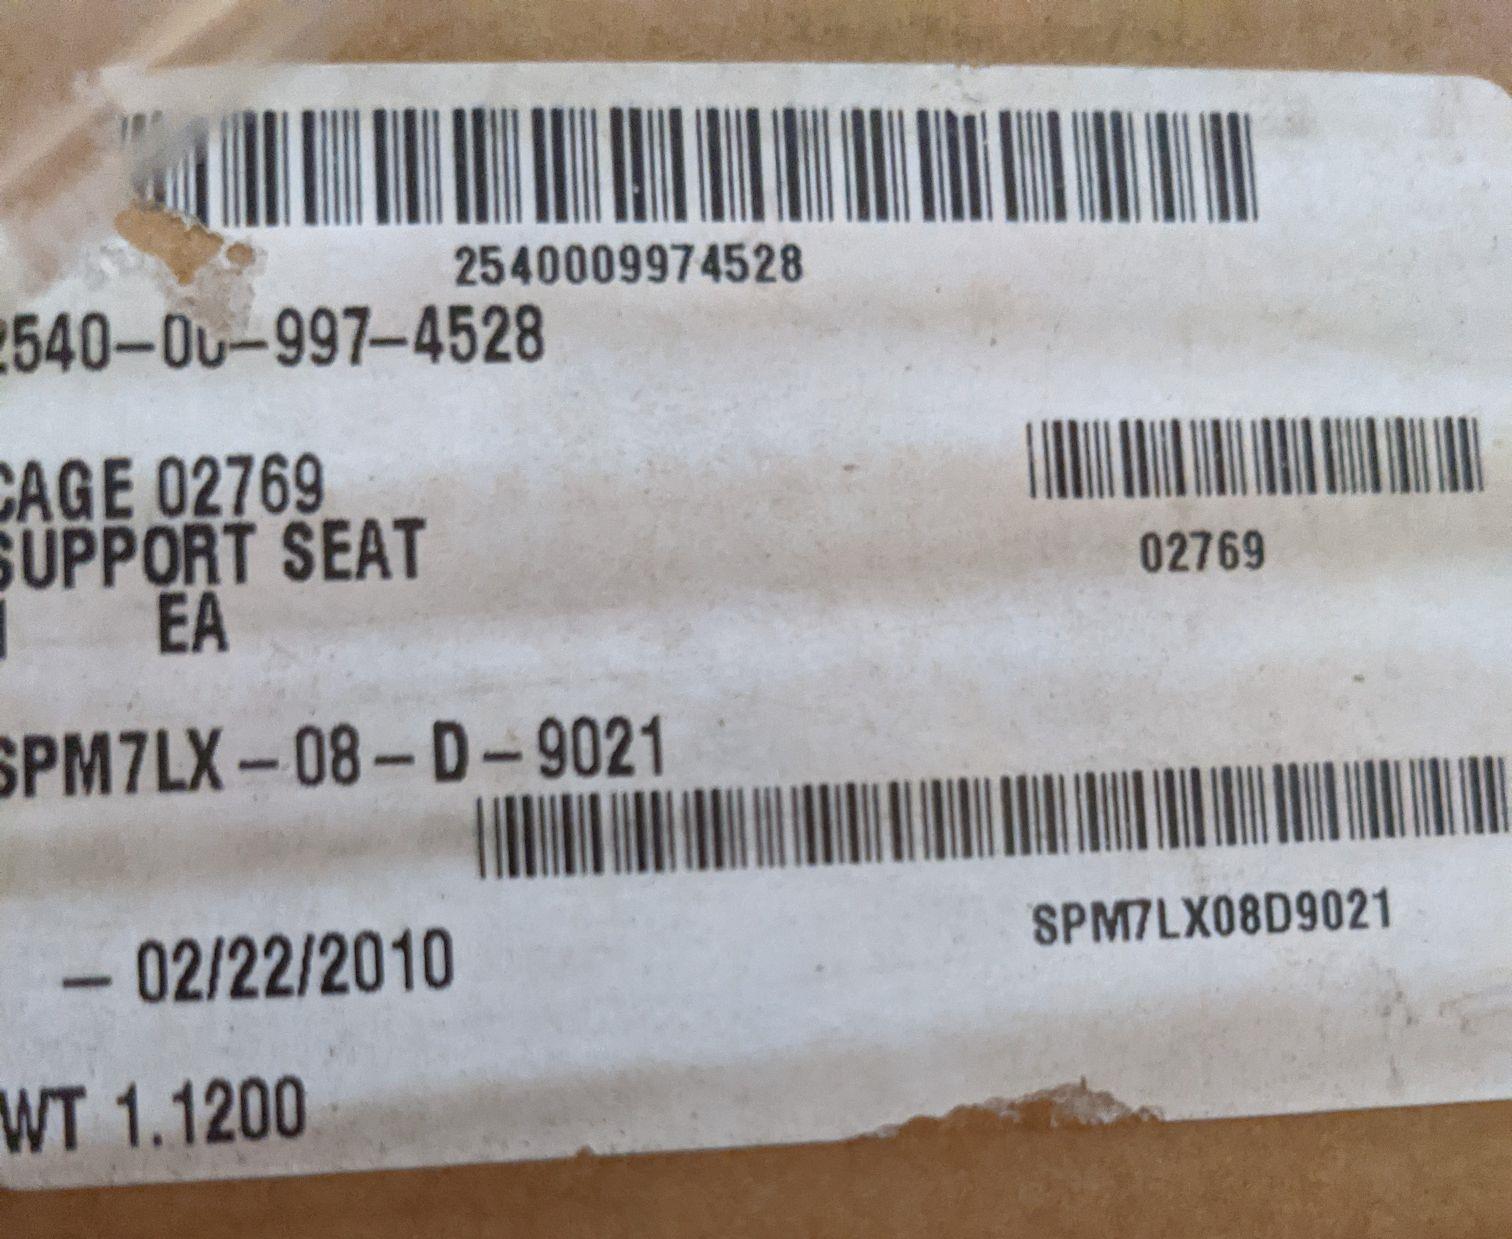 2540009974528
2540-00-997-4528
CAGE 02769
02769
SUPPORT SEAT
EA
SPM7LX-08-D-9021
SPM7LX08D9021
- 02/22/2010
WT 1.1200